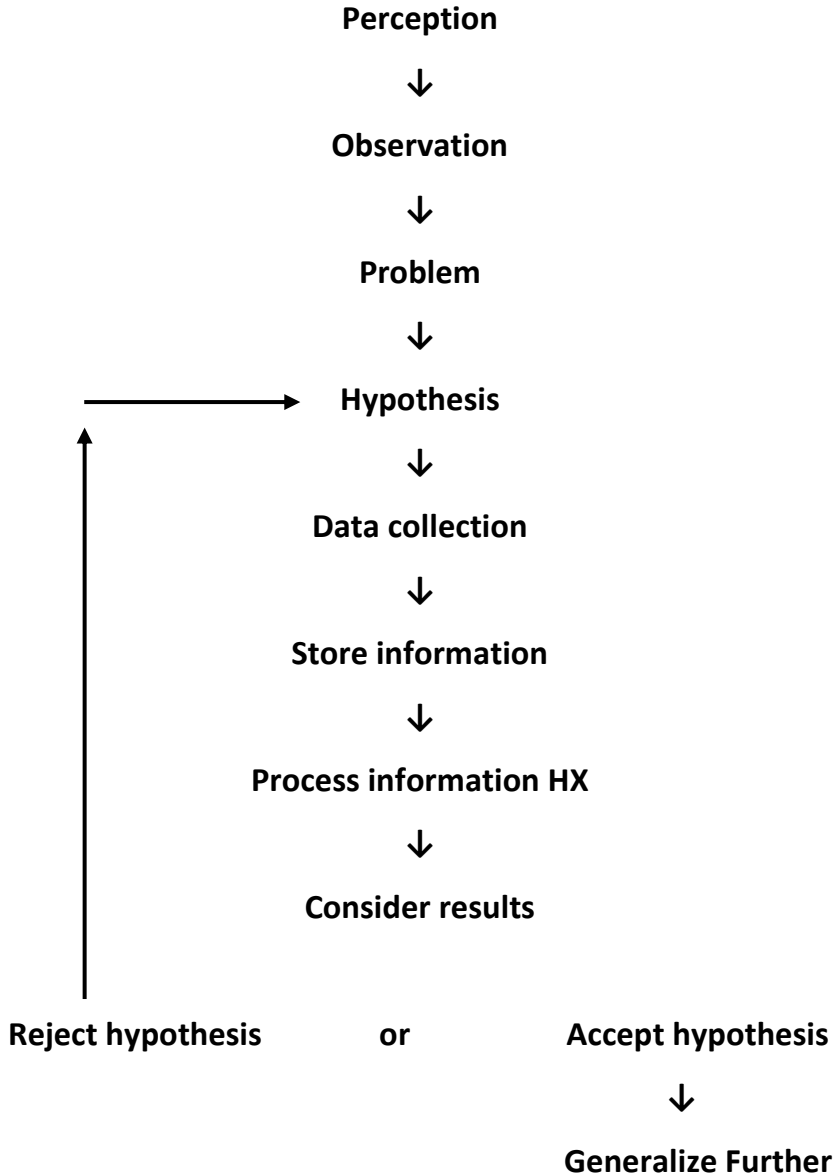 Perception
↓
Observation
↓
Problem
↓
Hypothesis
↓
Data collection
↓
Store information
↓
Process information HX
↓
Consider results
Reject hypothesis or Accept hypothesis
↓
Generalize Further